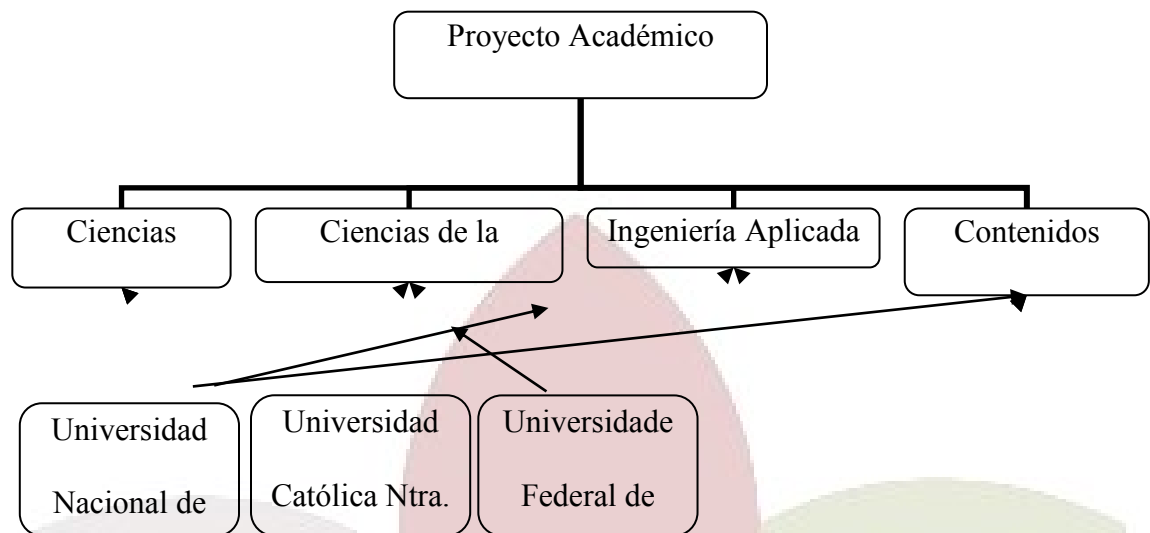 Proyecto Académico
Ciencias
Ciencias de la
Ingeniería Aplicada
Contenidos
Universidad
Nacional de
Universidad
Católica Ntra.
Universidade
Federal de